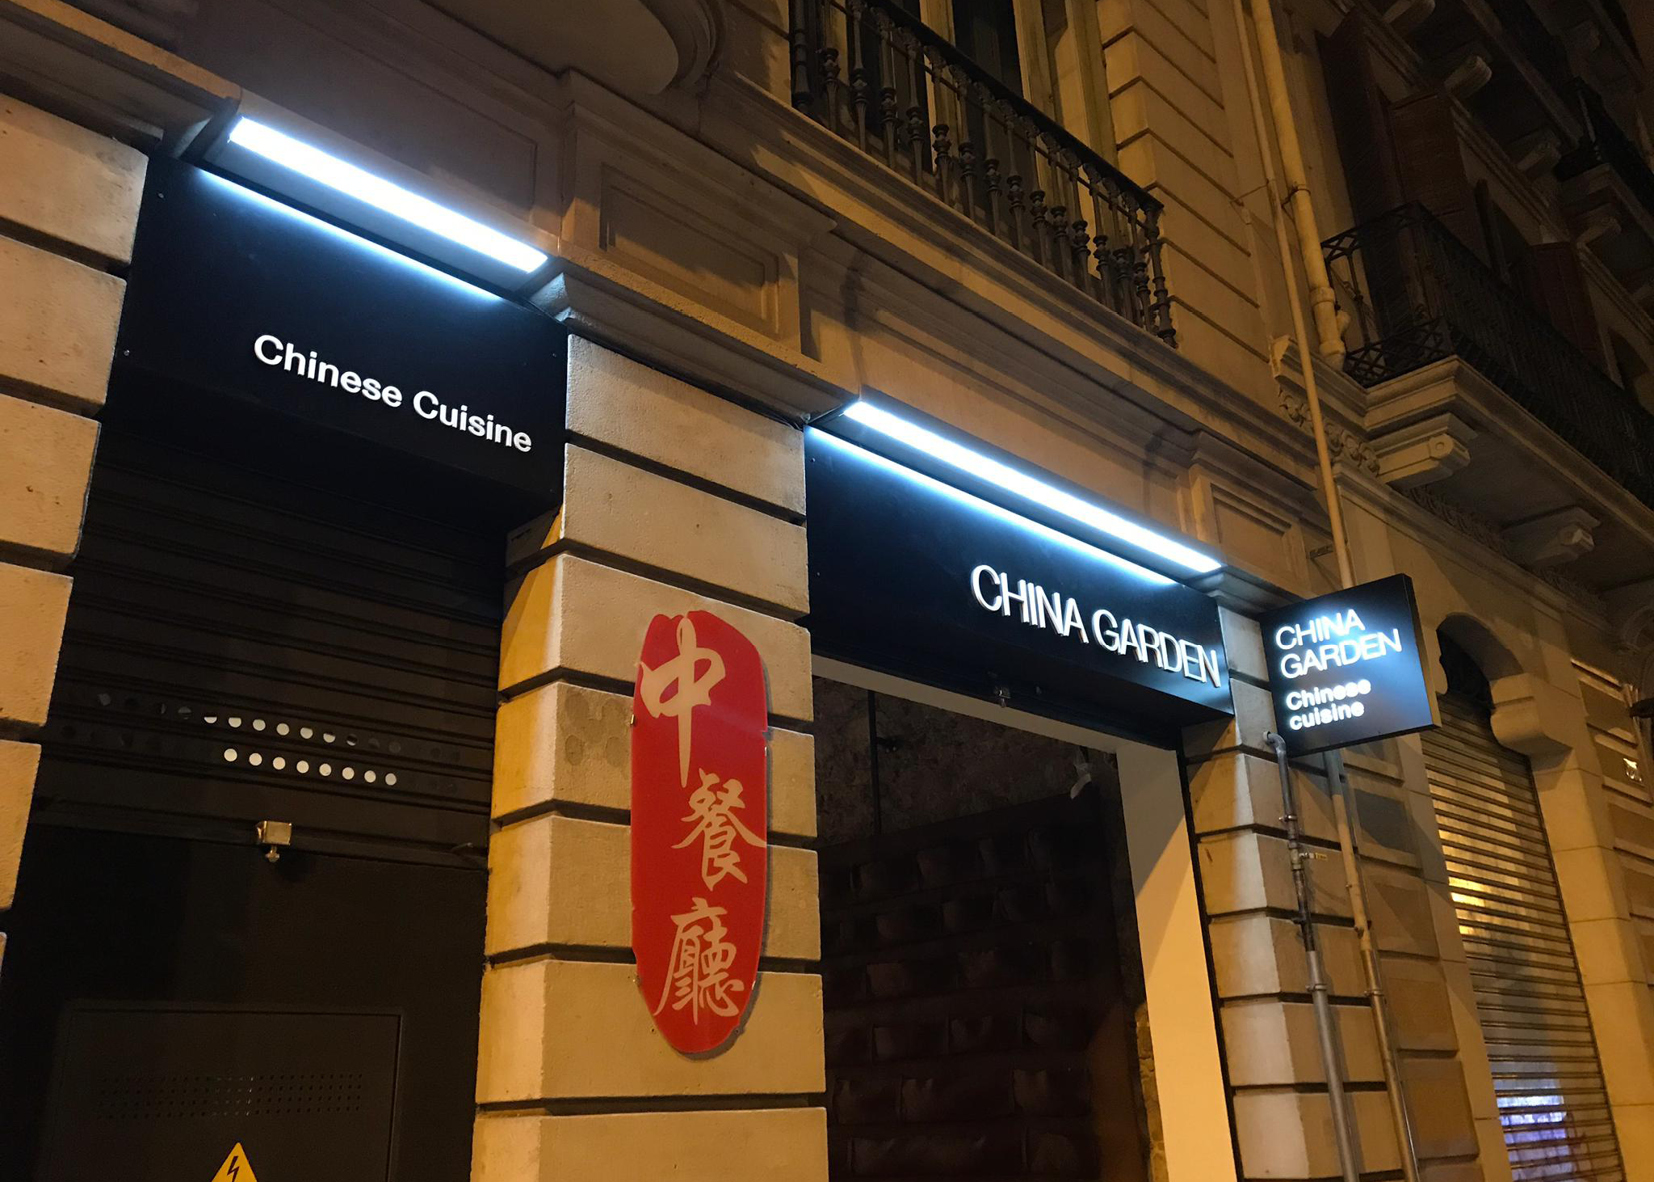 Chinese Cuisine
中
餐
廳
CHINA GARDEN
CHINA
GARDEN
Chinese
cuisine